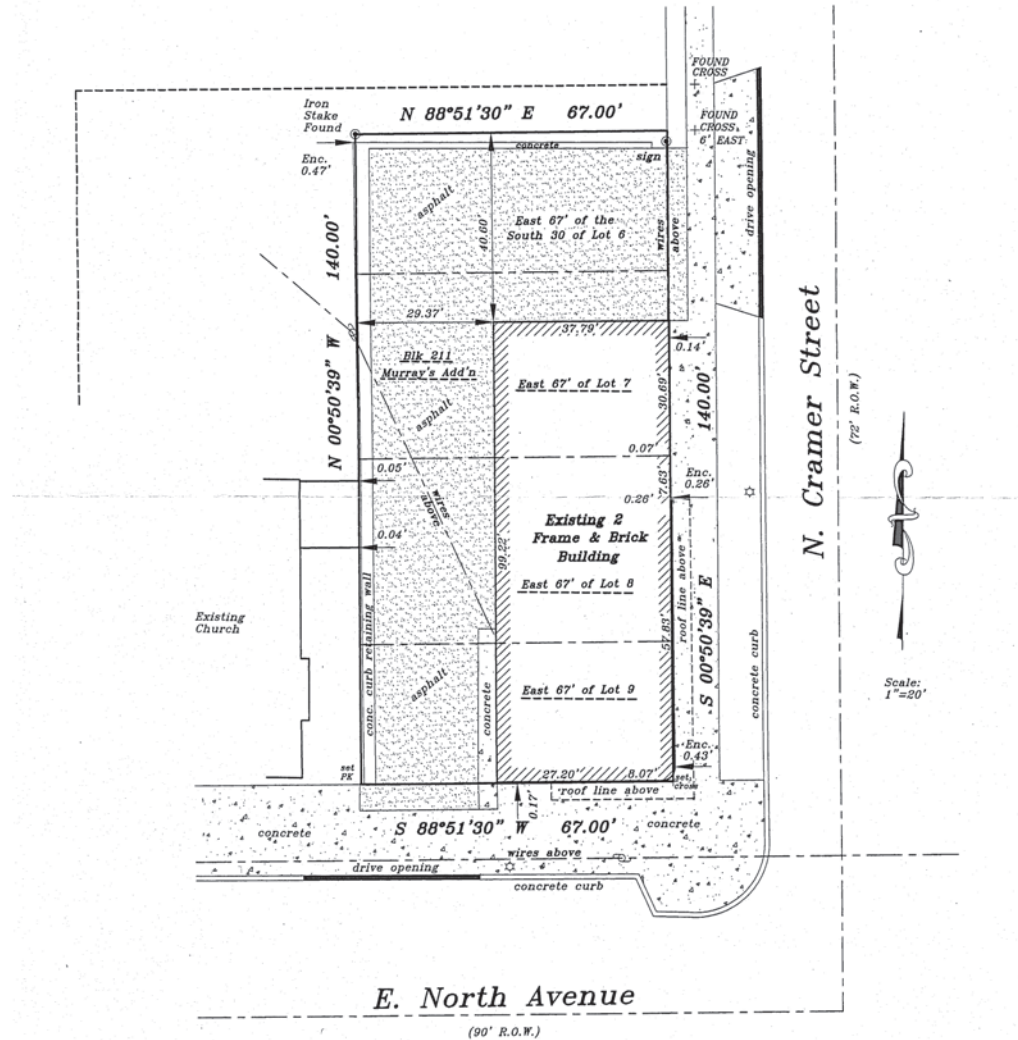 FOUND
CROSS
Iron
Stake
Found
N 88°51'30" E 67.00'
FOUND
CROSS
6' EAST
Enc.
0.47'
concrete
sign
asphalt
drive opening
East 67' of the
South 30 of Lot 6
40.60'
wires
above
N 00°50'39" W 140.00'
29.37'
37.79'
0.14'
Blk 211
Murray's Add'n
East 67' of Lot 7
30.69'
140.00'
N. Cramer Street
(72' R.O.W.)
asphalt
0.07'
0.05'
7.63'
Enc.
0.26'
0.26'
wires
above
Existing 2
Frame & Brick
Building
0.04'
99.22'
East 67' of Lot 8
roof line above
Existing
Church
57.83'
S 00°50'39" E
conc. curb retaining wall
asphalt
concrete
East 67' of Lot 9
concrete curb
Scale:
1"=20'
Enc.
0.43'
set
PK
27.20'
8.07'
set
cross
roof line above
0.17'
concrete
S 88°51'30" W 67.00'
concrete
wires above
drive opening
concrete curb
E. North Avenue
(90' R.O.W.)